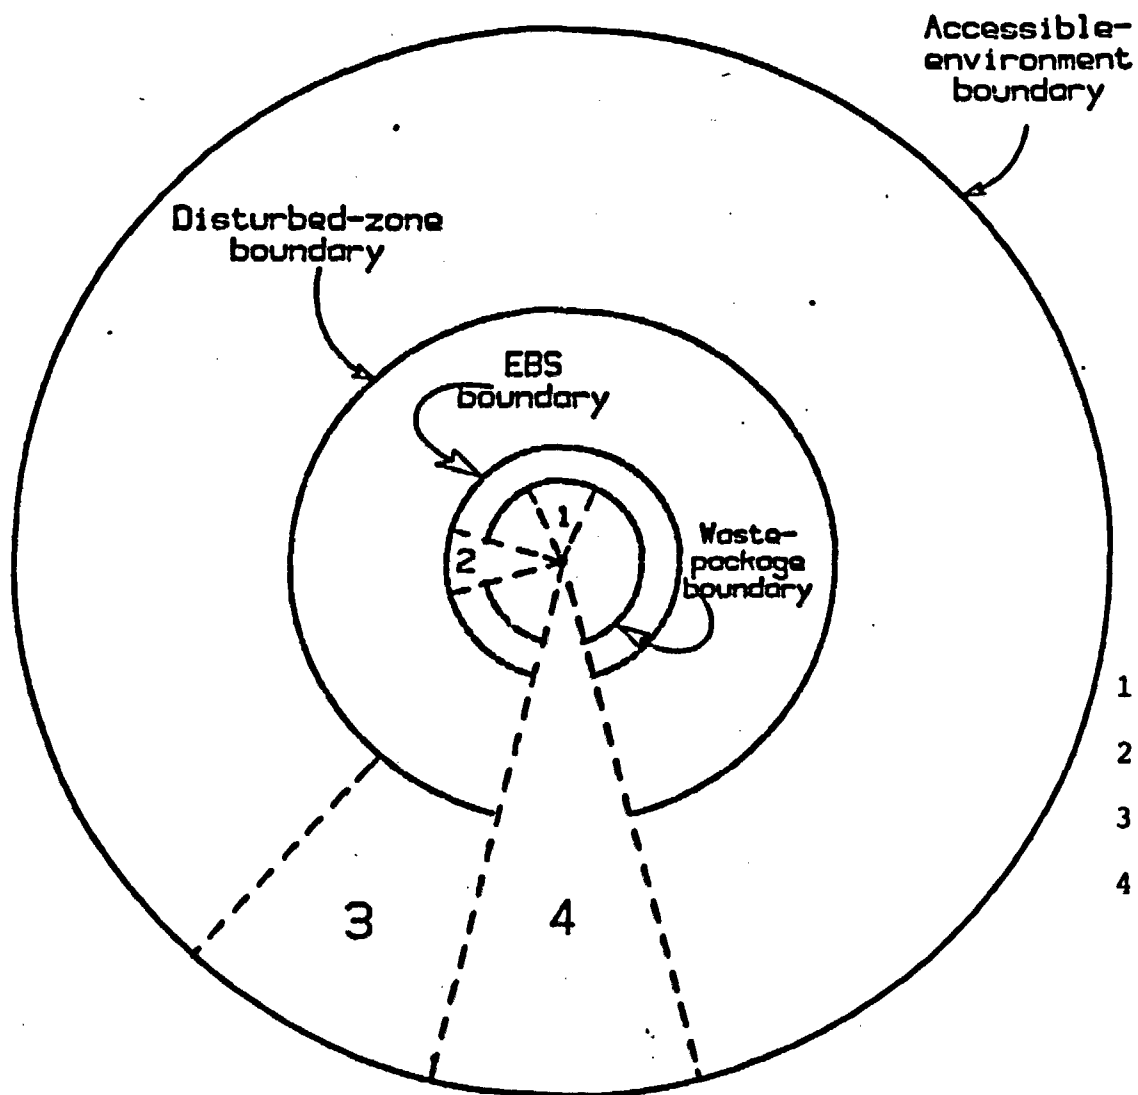 Accessible-
environment
boundary
Disturbed-zone
boundary
EBS
boundary
1
Waste-
package
boundary
2
1
2
3
4
3
4